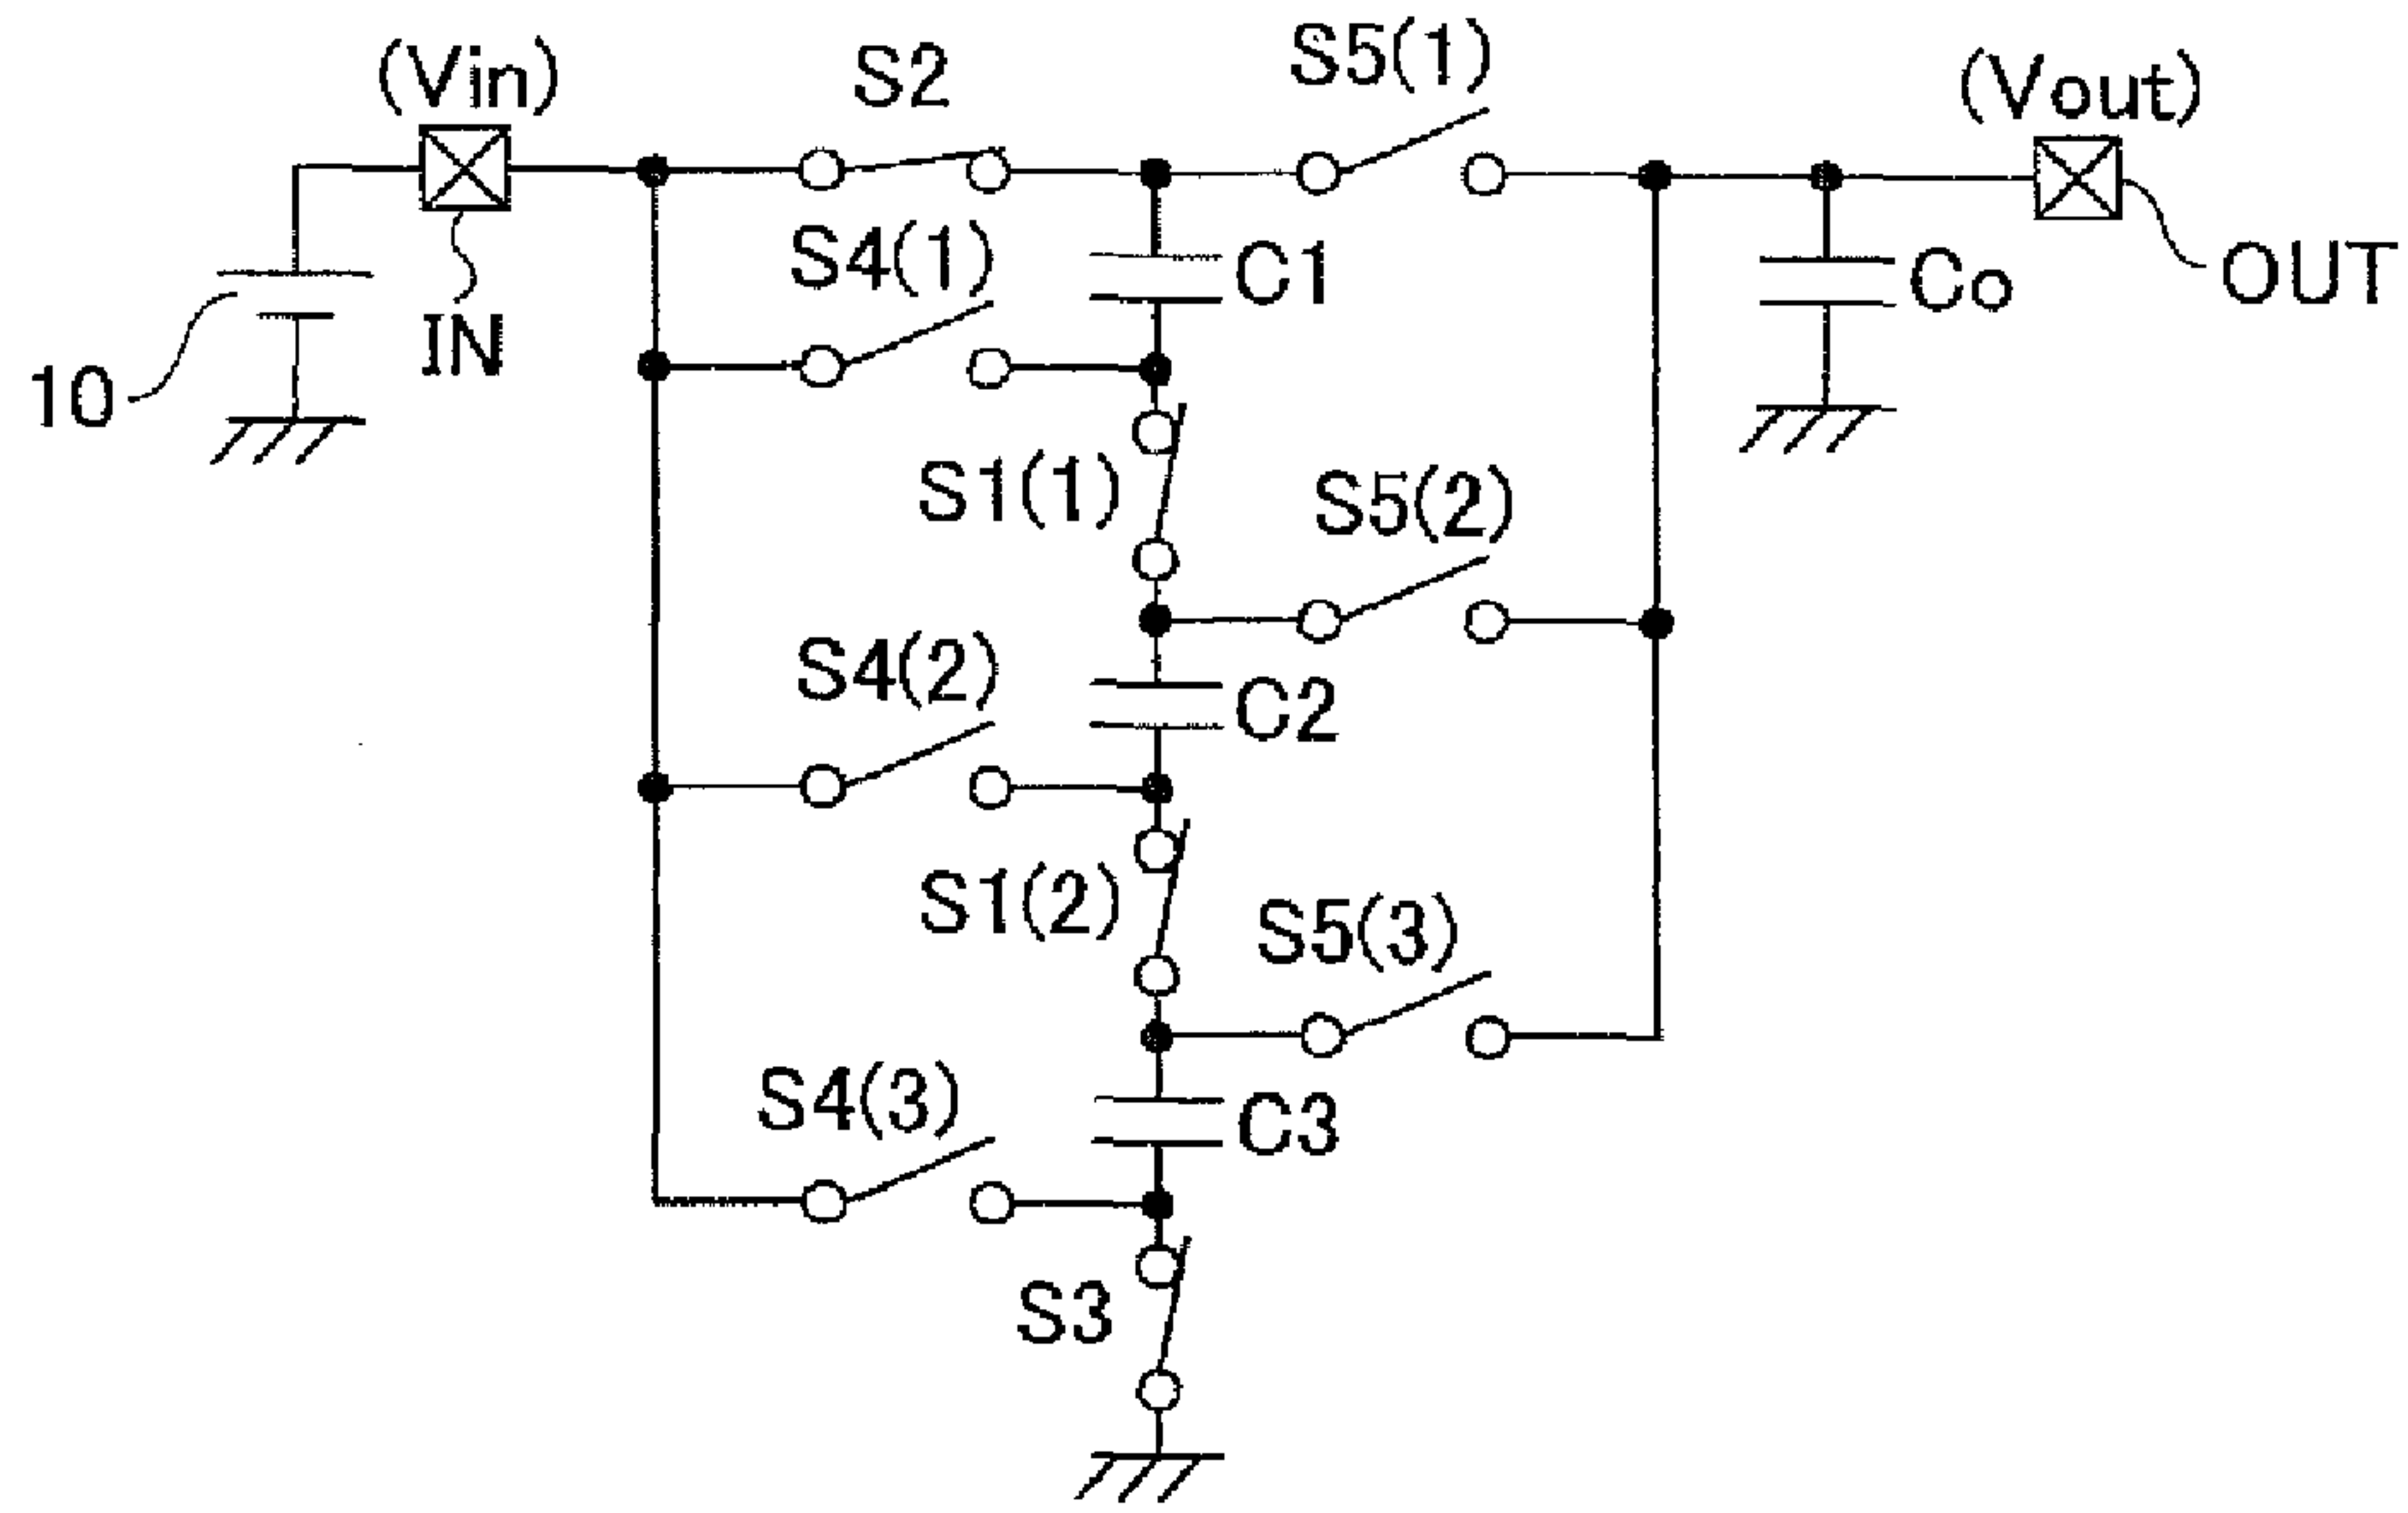 (Vin)
S2
S5(1)
(Vout)
S4(1)
C1
Co
OUT
IN
10
S1(1)
S5(2)
S4(2)
C2
S1(2)
S5(3)
S4(3)
C3
S3